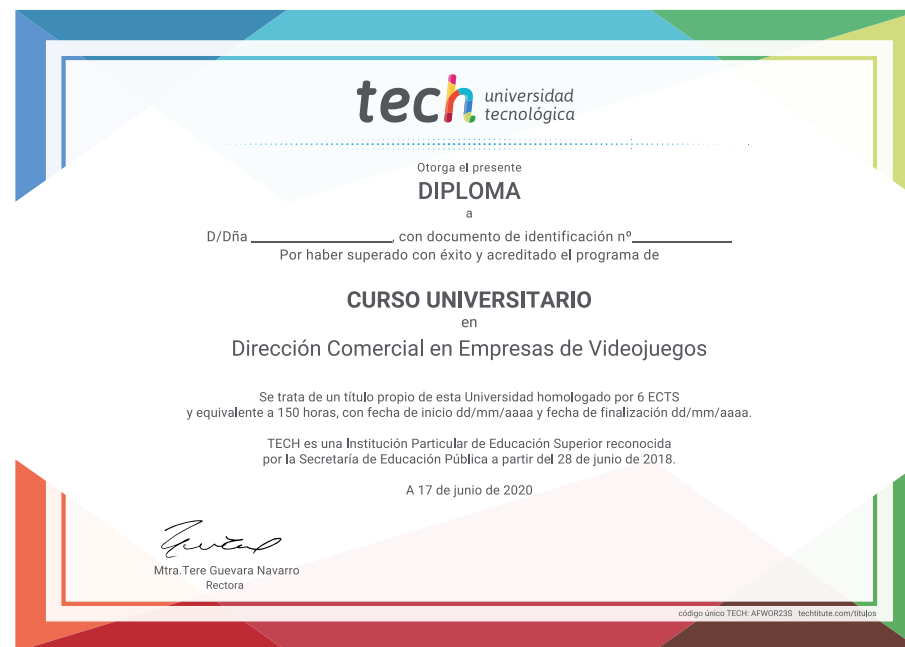 tech universidad
tecnológica
Otorga el presente
DIPLOMA
a
D/Dña ____________________, con documento de identificación nº______________
Por haber superado con éxito y acreditado el programa de
CURSO UNIVERSITARIO
en
Dirección Comercial en Empresas de Videojuegos
Se trata de un título propio de esta Universidad homologado por 6 ECTS
y equivalente a 150 horas, con fecha de inicio dd/mm/aaaa y fecha de finalización dd/mm/aaaa.
TECH es una Institución Particular de Educación Superior reconocida
por la Secretaría de Educación Pública a partir del 28 de junio de 2018.
A 17 de junio de 2020
Mtra.Tere Guevara Navarro
Rectora
código único TECH: AFWOR23S techtitute.com/titulos